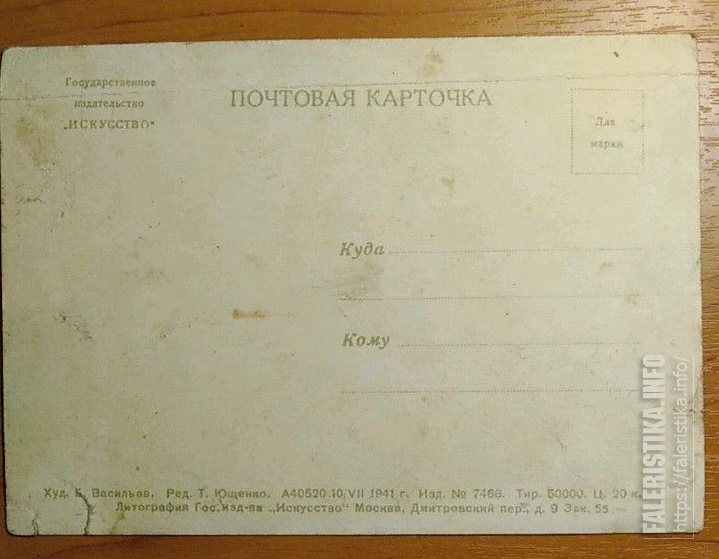 Государственное
издательство
„ИСКУССТВО"
ПОЧТОВАЯ КАРТОЧКА
Для
марки
Куда
Кому
Худ. Васильев, Ред. Т. Ющенко. А40520.10/VII 1941 г. Изд. № 7466. Тир. 50000. Ц. 20 к.
Литография Гос.изд-ва „Искусство" Москва, Дмитровский пер., д. 9 Зак. 55
FALERISTIKA.INFO
https://faleristika.info/